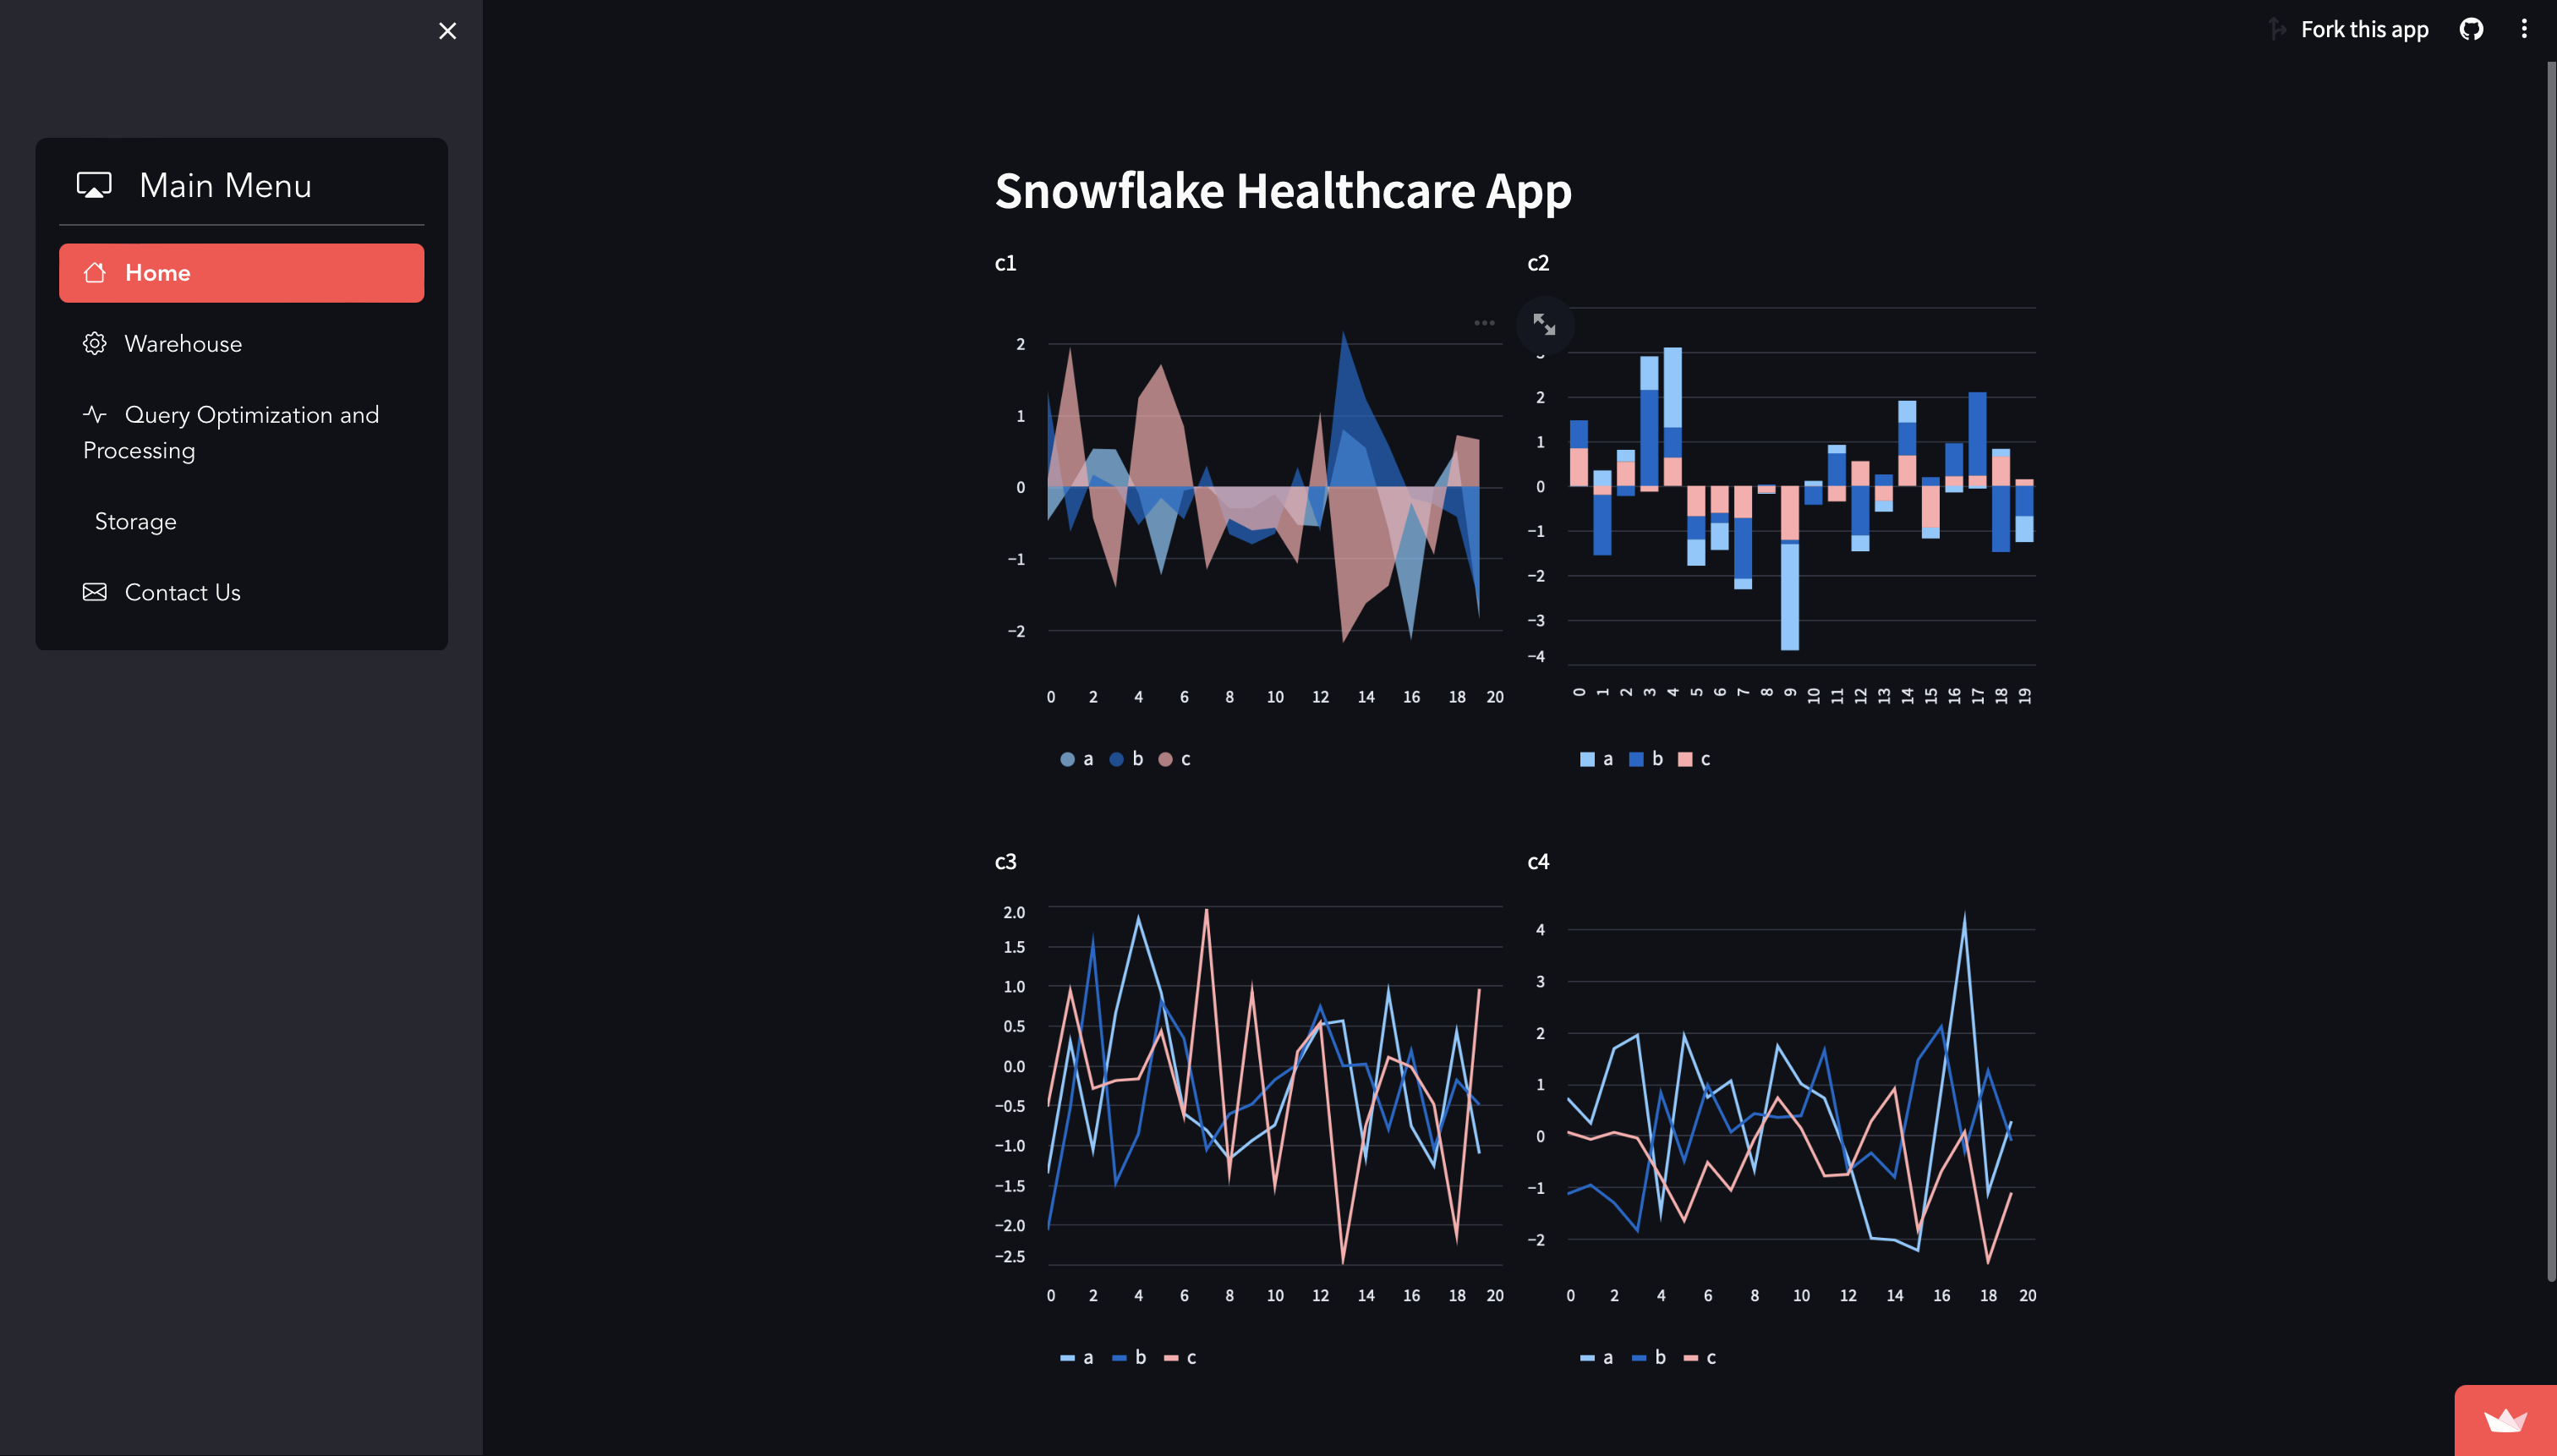 Fork this app
Main Menu
Home
Warehouse
Query Optimization and
Processing
Storage
Contact Us
Snowflake Healthcare App
c1
2
1
0
−1
−2
0 2 4 6 8 10 12 14 16 18 20
a b c
c2
2
1
0
−1
−2
−3
−4
0 1 2 3 4 5 6 7 8 9 10 11 12 13 14 15 16 17 18 19
a b c
c3
2.0
1.5
1.0
0.5
0.0
−0.5
−1.0
−1.5
−2.0
−2.5
0 2 4 6 8 10 12 14 16 18 20
a b c
c4
4
3
2
1
0
−1
−2
0 2 4 6 8 10 12 14 16 18 20
a b c